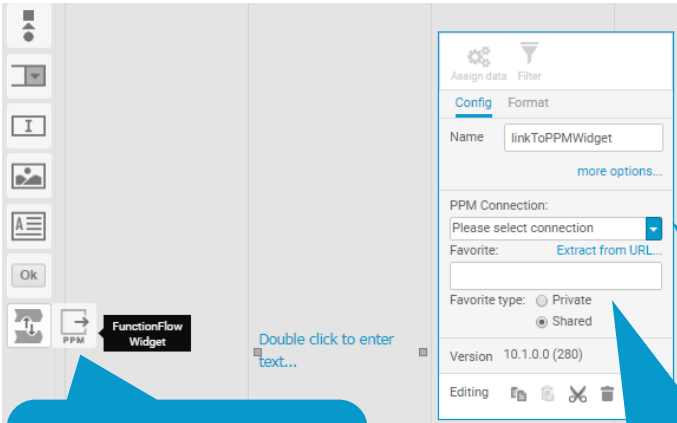 Assign data Filter
Config Format
Name linkToPPMWidget
more options...
PPM Connection:
Please select connection
Favorite: Extract from URL...
Favorite type: Private
Shared
Version 10.1.0.0 (280)
Editing
A
I
Ok
PPM
FunctionFlow
Widget
Double click to enter
text...